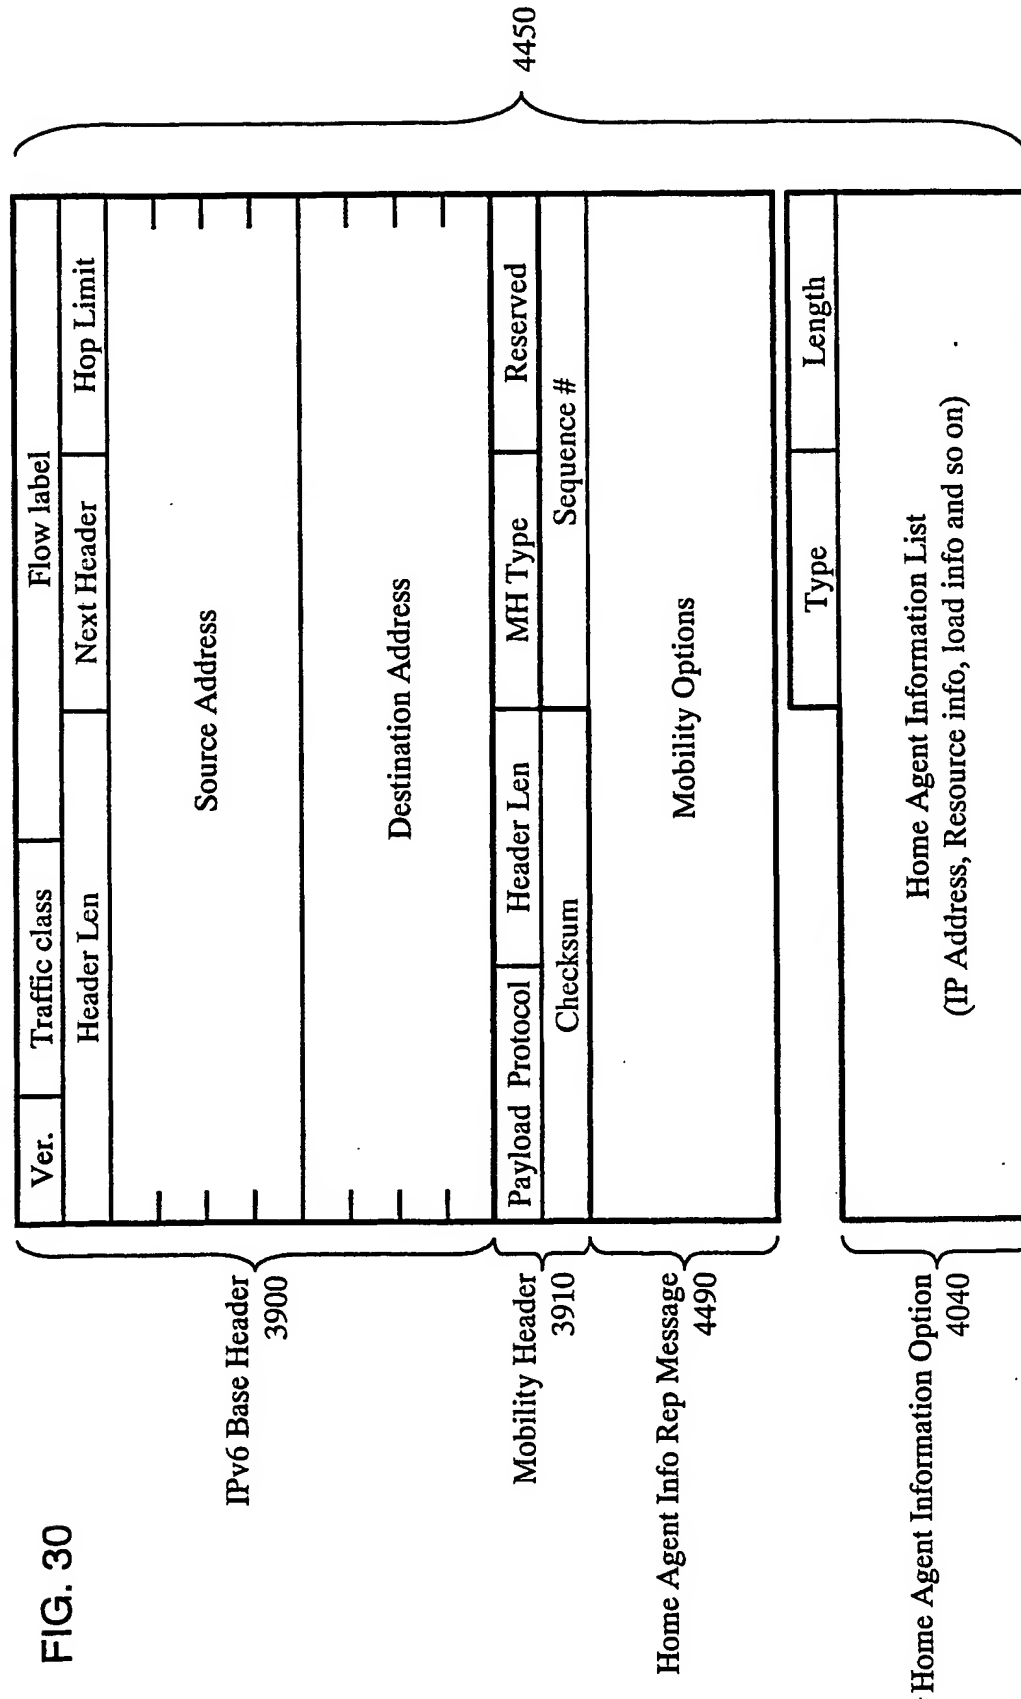 FIG. 30
4450
IPv6 Base Header
3900
Ver.
Traffic class
Flow label
Header Len
Next Header
Hop Limit
Source Address
Destination Address
Mobility Header
3910
Payload Protocol
Header Len
MH Type
Reserved
Checksum
Sequence #
Home Agent Info Rep Message
4490
Mobility Options
Type
Length
Home Agent Information Option
4040
Home Agent Information List
(IP Address, Resource info, load info and so on)